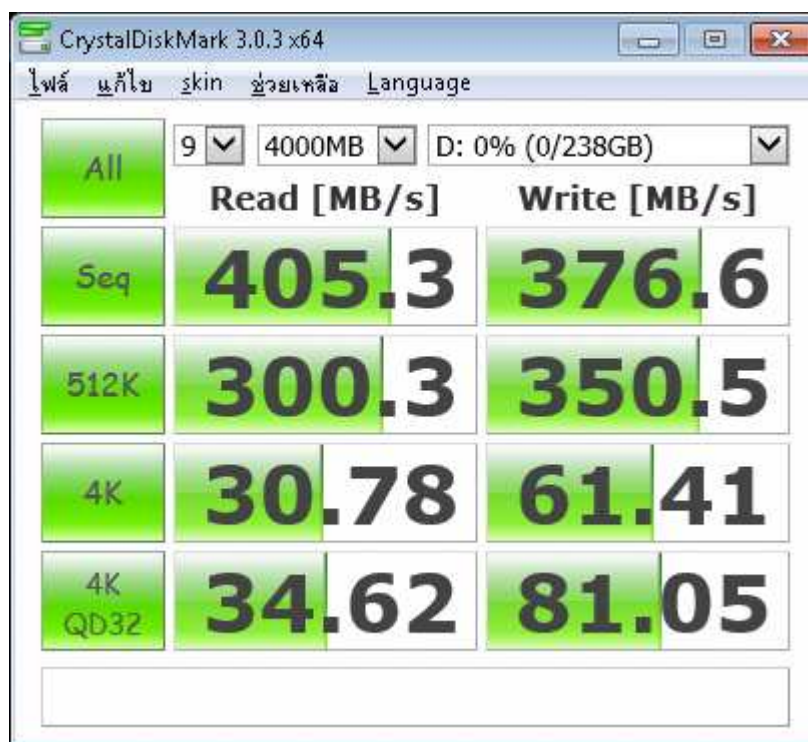 CrystalDiskMark 3.0.3 x64
ไฟล์ แก้ไข skin ช่วยเหลือ Language
All 9 4000MB D: 0% (0/238GB)
Read [MB/s] Write [MB/s]
Seq 405.3 376.6
512K 300.3 350.5
4K 30.78 61.41
4K
QD32 34.62 81.05